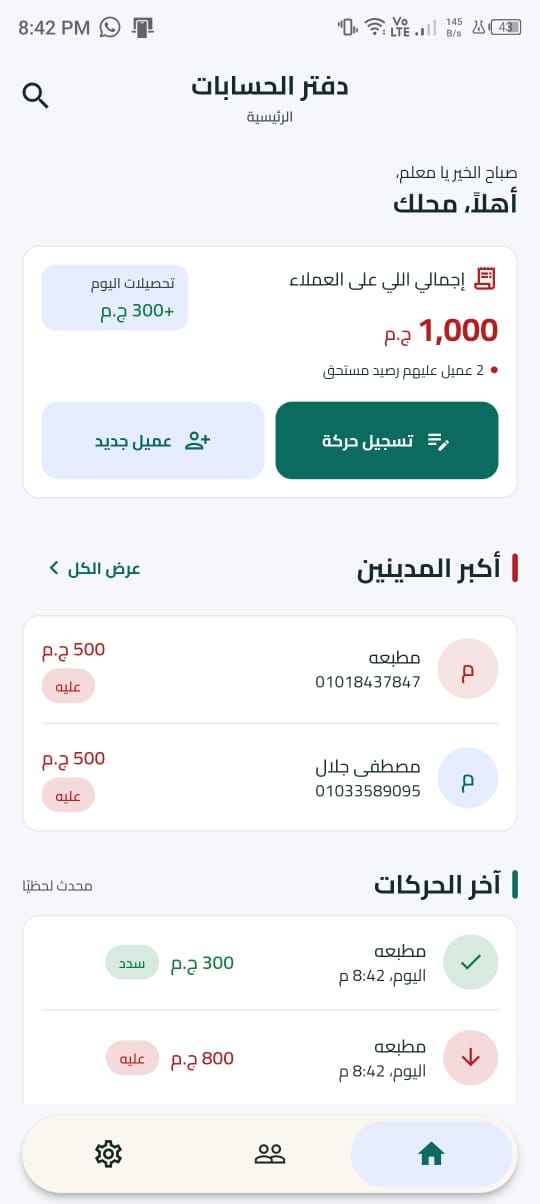 8:42 PM
Vo LTE
145 B/s
43
دفتر الحسابات
الرئيسية
صباح الخير يا معلم،
أهلاً، محلك
إجمالي اللي على العملاء
1,000 ج.م
2 عميل عليهم رصيد مستحق
تحصيلات اليوم
+300 ج.م
تسجيل حركة
عميل جديد
أكبر المدينين
عرض الكل
م
مطبعه
01018437847
500 ج.م
عليه
م
مصطفى جلال
01033589095
500 ج.م
عليه
آخر الحركات
محدث لحظيًا
مطبعه
اليوم، 8:42 م
300 ج.م
سدد
مطبعه
اليوم، 8:42 م
800 ج.م
عليه